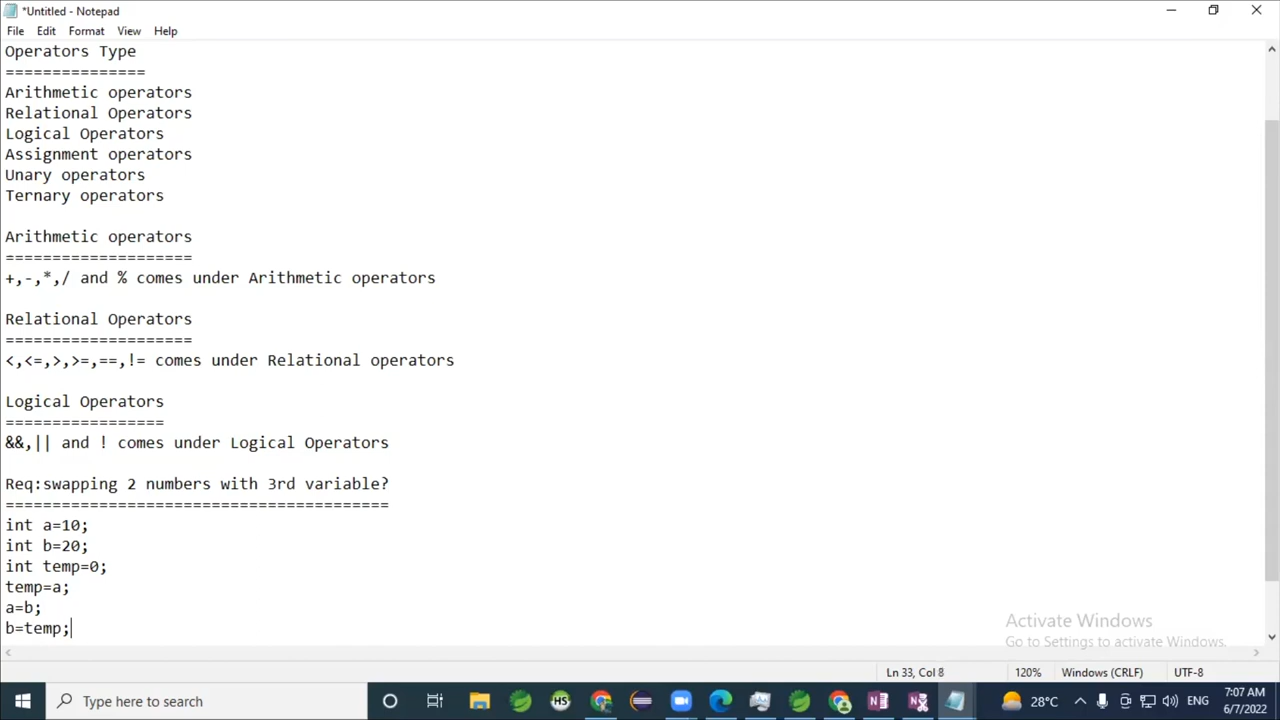 *Untitled - Notepad
File Edit Format View Help
Operators Type
===============
Arithmetic operators
Relational Operators
Logical Operators
Assignment operators
Unary operators
Ternary operators
Arithmetic operators
====================
+,-,*,/ and % comes under Arithmetic operators
Relational Operators
====================
<,<=,>,>=,==,!= comes under Relational operators
Logical Operators
=================
&&,|| and ! comes under Logical Operators
Req:swapping 2 numbers with 3rd variable?
=========================================
int a=10;
int b=20;
int temp=0;
temp=a;
a=b;
b=temp;
Activate Windows
Go to Settings to activate Windows.
Ln 33, Col 8 120% Windows (CRLF) UTF-8
Type here to search HS 28°C ENG 7:07 AM
6/7/2022